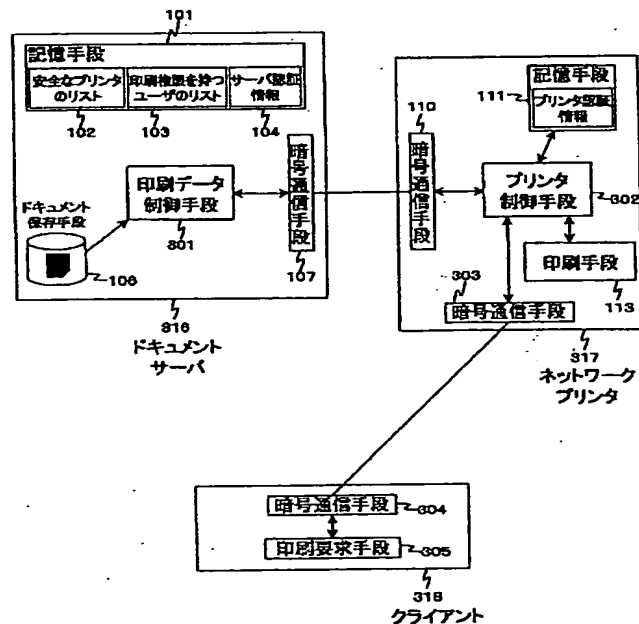 101
記憶手段
安全なプリンタ
のリスト
印刷権限を持つ
ユーザのリスト
サーバ認証
情報
102
103
104
ドキュメント
保存手段
106
印刷データ
制御手段
301
暗号通信手段
107
316
ドキュメント
サーバ
110
暗号通信手段
記憶手段
111
プリンタ認証
情報
プリンタ
制御手段
302
印刷手段
113
303
暗号通信手段
317
ネットワーク
プリンタ
暗号通信手段
304
印刷要求手段
305
318
クライアント